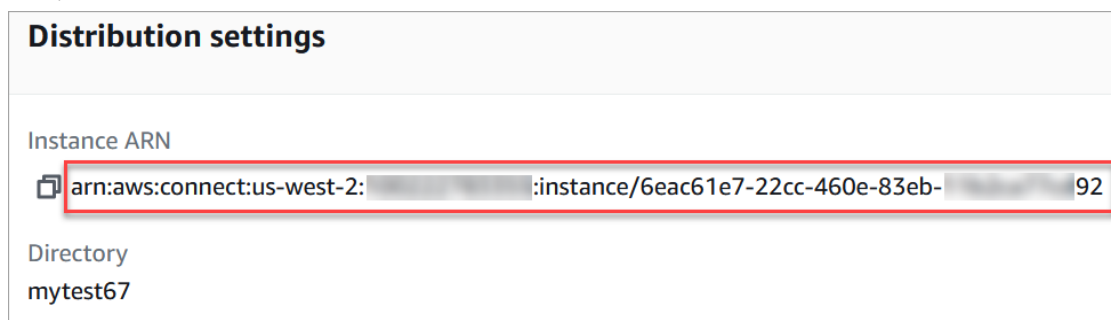 Distribution settings
Instance ARN
arn:aws:connect:us-west-2: :instance/6eac61e7-22cc-460e-83eb- 92
Directory
mytest67